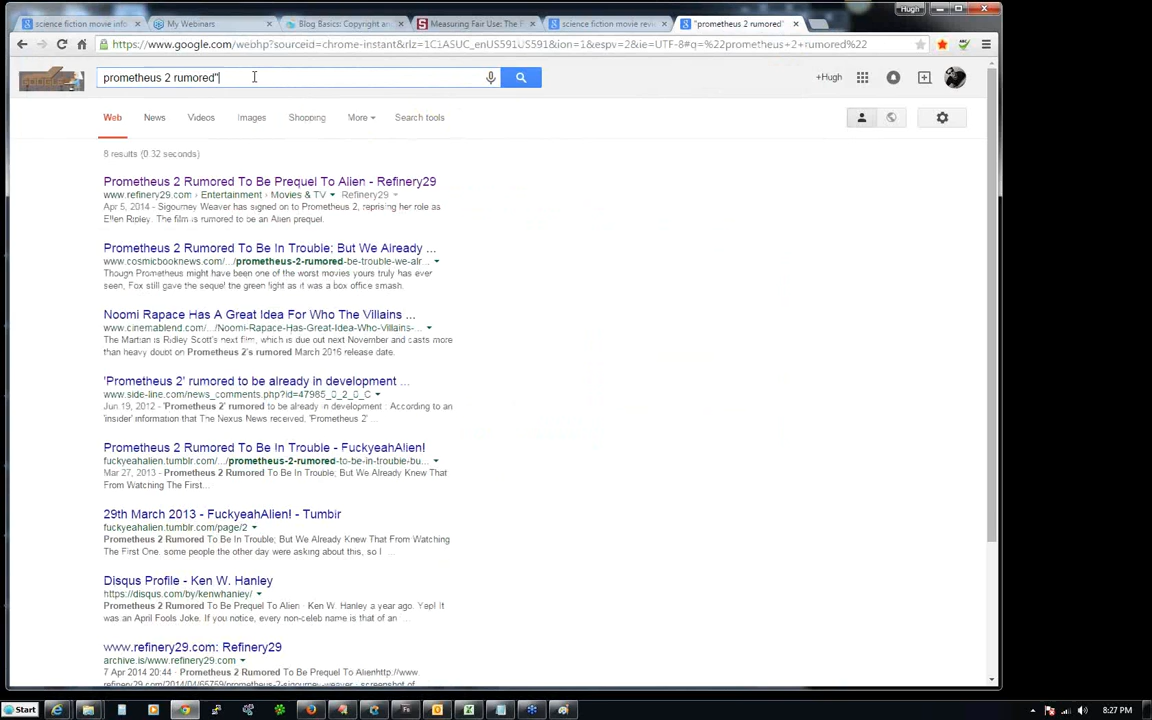 Hugh
science fiction movie info
My Webinars
Blog Basics: Copyright an
Measuring Fair Use: The F
science fiction movie revi
"prometheus 2 rumored"
https://www.google.com/webhp?sourceid=chrome-instant&rlz=1C1ASUC_enUS591US591&ion=1&espv=2&ie=UTF-8#q=%22prometheus+2+rumored%22
prometheus 2 rumored"
+Hugh
Web News Videos Images Shopping More Search tools
8 results (0.32 seconds)
Prometheus 2 Rumored To Be Prequel To Alien - Refinery29
www.refinery29.com › Entertainment › Movies & TV Refinery29
Apr 5, 2014 - Sigourney Weaver has signed on to Prometheus 2, reprising her role as
Ellen Ripley. The film is rumored to be an Alien prequel.
Prometheus 2 Rumored To Be In Trouble; But We Already ...
www.cosmicbooknews.com/.../prometheus-2-rumored-be-trouble-we-alr...
Though Prometheus might have been one of the worst movies yours truly has ever
seen, Fox still gave the sequel the green light as it was a box office smash.
Noomi Rapace Has A Great Idea For Who The Villains ...
www.cinemablend.com/.../Noomi-Rapace-Has-Great-Idea-Who-Villains-...
The Martian is Ridley Scott's next film, which is due out next November and casts more
than heavy doubt on Prometheus 2's rumored March 2016 release date.
'Prometheus 2' rumored to be already in development ...
www.side-line.com/news_comments.php?id=47985_0_2_0_C
Jun 19, 2012 - 'Prometheus 2' rumored to be already in development : According to an
'insider' information that The Nexus News received, 'Prometheus 2' ...
Prometheus 2 Rumored To Be In Trouble - FuckyeahAlien!
fuckyeahalien.tumblr.com/.../prometheus-2-rumored-to-be-in-trouble-bu...
Mar 27, 2013 - Prometheus 2 Rumored To Be In Trouble; But We Already Knew That
From Watching The First...
29th March 2013 - FuckyeahAlien! - Tumblr
fuckyeahalien.tumblr.com/page/2
Prometheus 2 Rumored To Be In Trouble; But We Already Knew That From Watching
The First One. some people the other day were asking about this, so I ...
Disqus Profile - Ken W. Hanley
https://disqus.com/by/kenwhanley/
Prometheus 2 Rumored To Be Prequel To Alien · Ken W. Hanley a year ago. Yep! It
was an April Fools Joke. If you notice, every non-celeb name is that of an ...
www.refinery29.com: Refinery29
archive.is/www.refinery29.com
7 Apr 2014 20:44 · Prometheus 2 Rumored To Be Prequel To Alienhttp://www.
refinery29.com/2014/04/65759/prometheus-2-sigourney-weaver · screenshot of
Start
8:27 PM